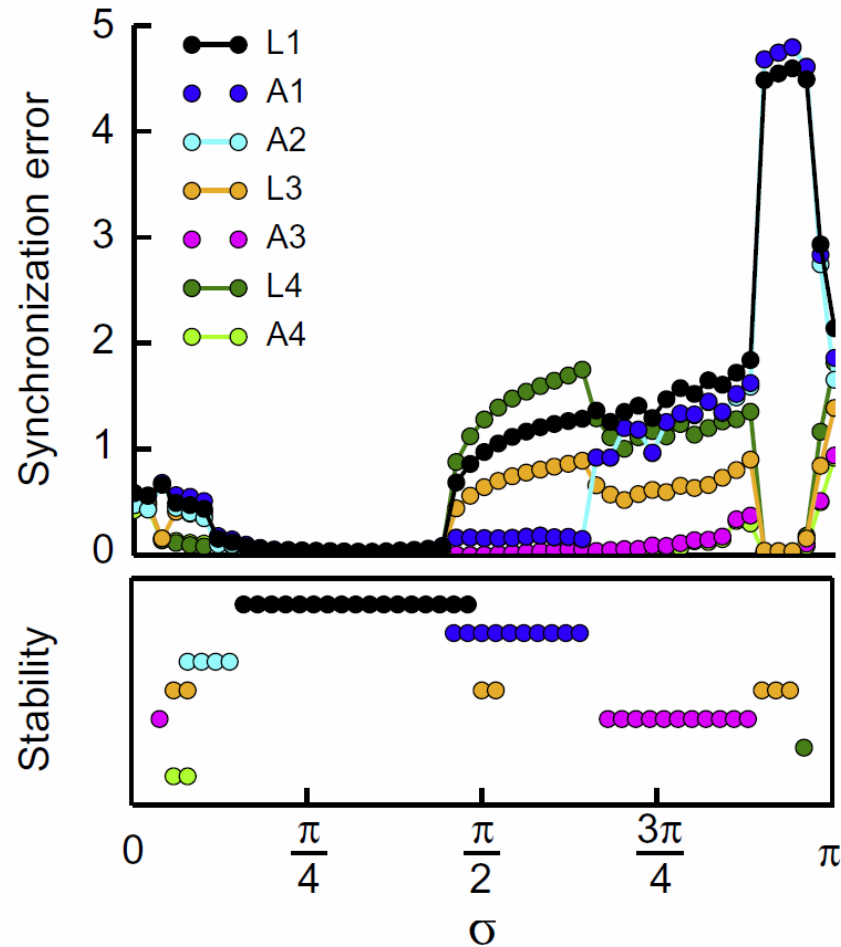 Synchronization error
5
4
3
2
1
0
L1
A1
A2
L3
A3
L4
A4
Stability
0
π/4
π/2
3π/4
π
σ